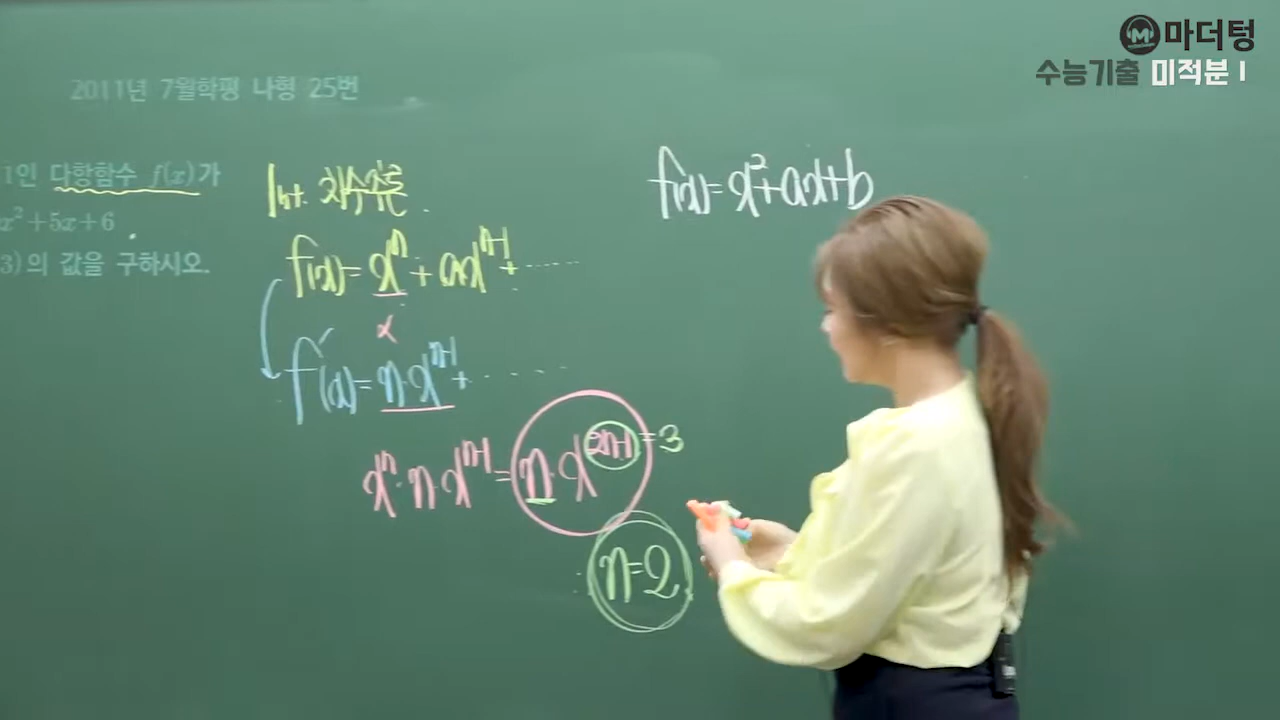 마더텅
수능기출 미적분 I
2011년 7월학평 나형 25번
1인 다항함수 f(x)가
x²+5x+6
3)의 값을 구하시오.
차수추론
f(x)=xⁿ+axⁿ⁻¹+······
f'(x)=n·xⁿ⁻¹+······
xⁿ·n·xⁿ⁻¹=n·x²ⁿ⁻¹=3
n=2
f(x)=x²+ax+b